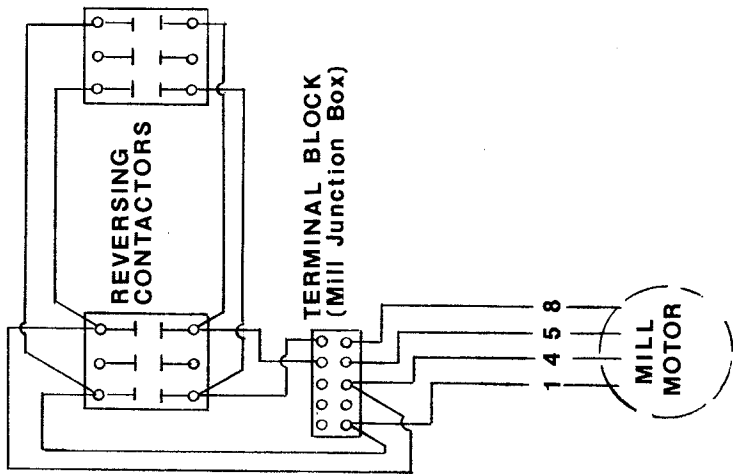 REVERSING
CONTACTORS
TERMINAL BLOCK
(Mill Junction Box)
1 4 5 8
MILL
MOTOR